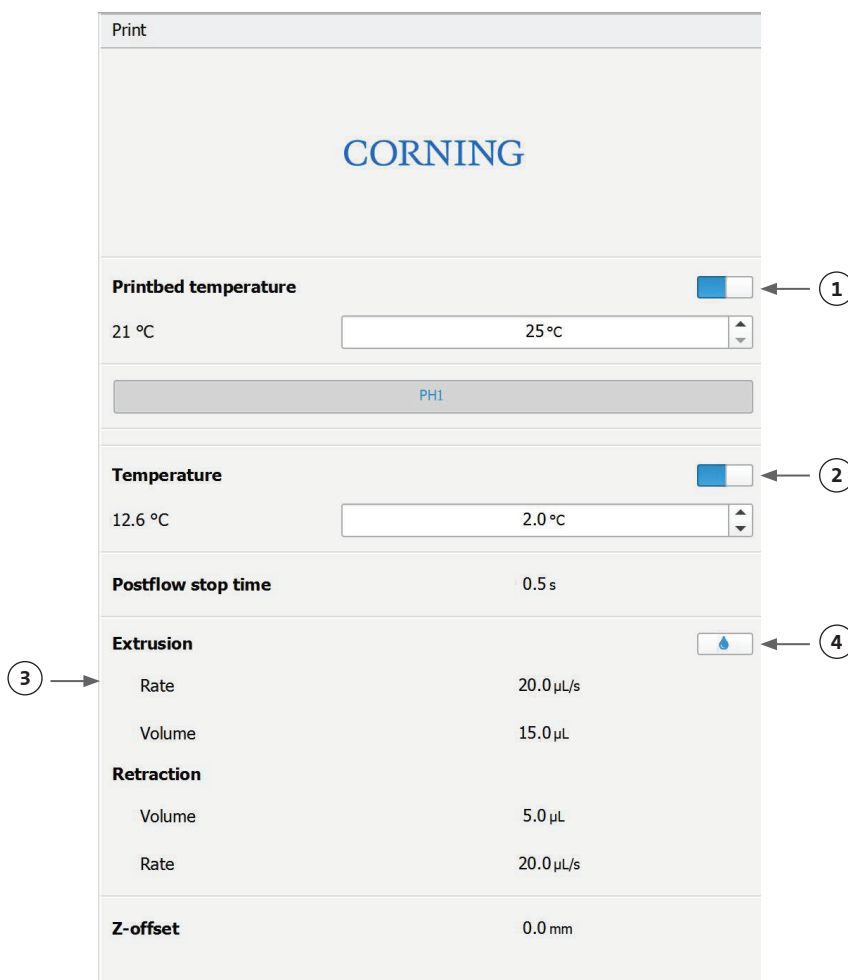 Print
CORNING
Printbed temperature
1
21 °C 25 °C
PH1
Temperature
2
12.6 °C 2.0 °C
Postflow stop time 0.5 s
Extrusion
4
3
Rate 20.0 µL/s
Volume 15.0 µL
Retraction
Volume 5.0 µL
Rate 20.0 µL/s
Z-offset 0.0 mm